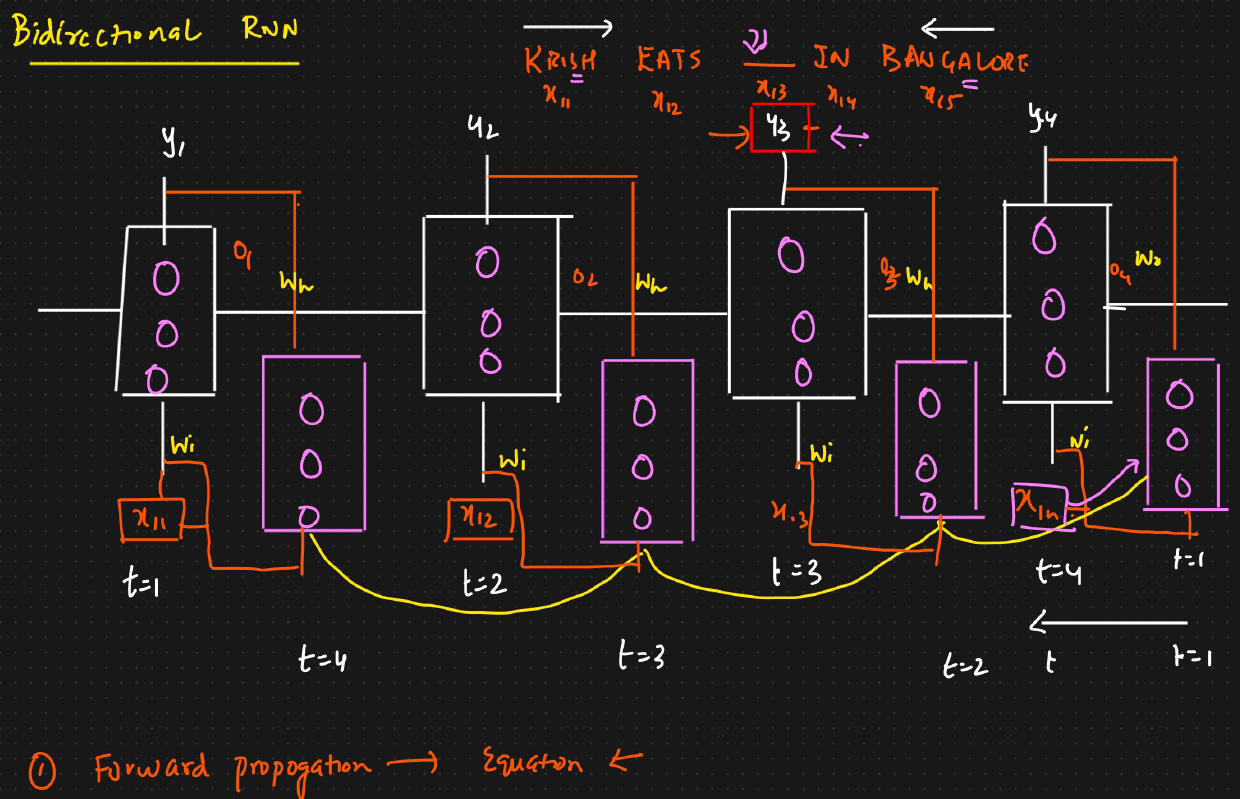 Bidirectional RNN
KRISH EATS ____ IN BANGALORE
x11 x12 x13 x14 x15
y1 y2 y3 y4
o1 Wh o2 Wh o3 Wh o4
Wi Wi Wi Wi
x11 x12 x13 x1n
t=1 t=2 t=3 t=4 t=1
t=4 t=3 t=2 t t=1
① Forward propogation → Equation ←